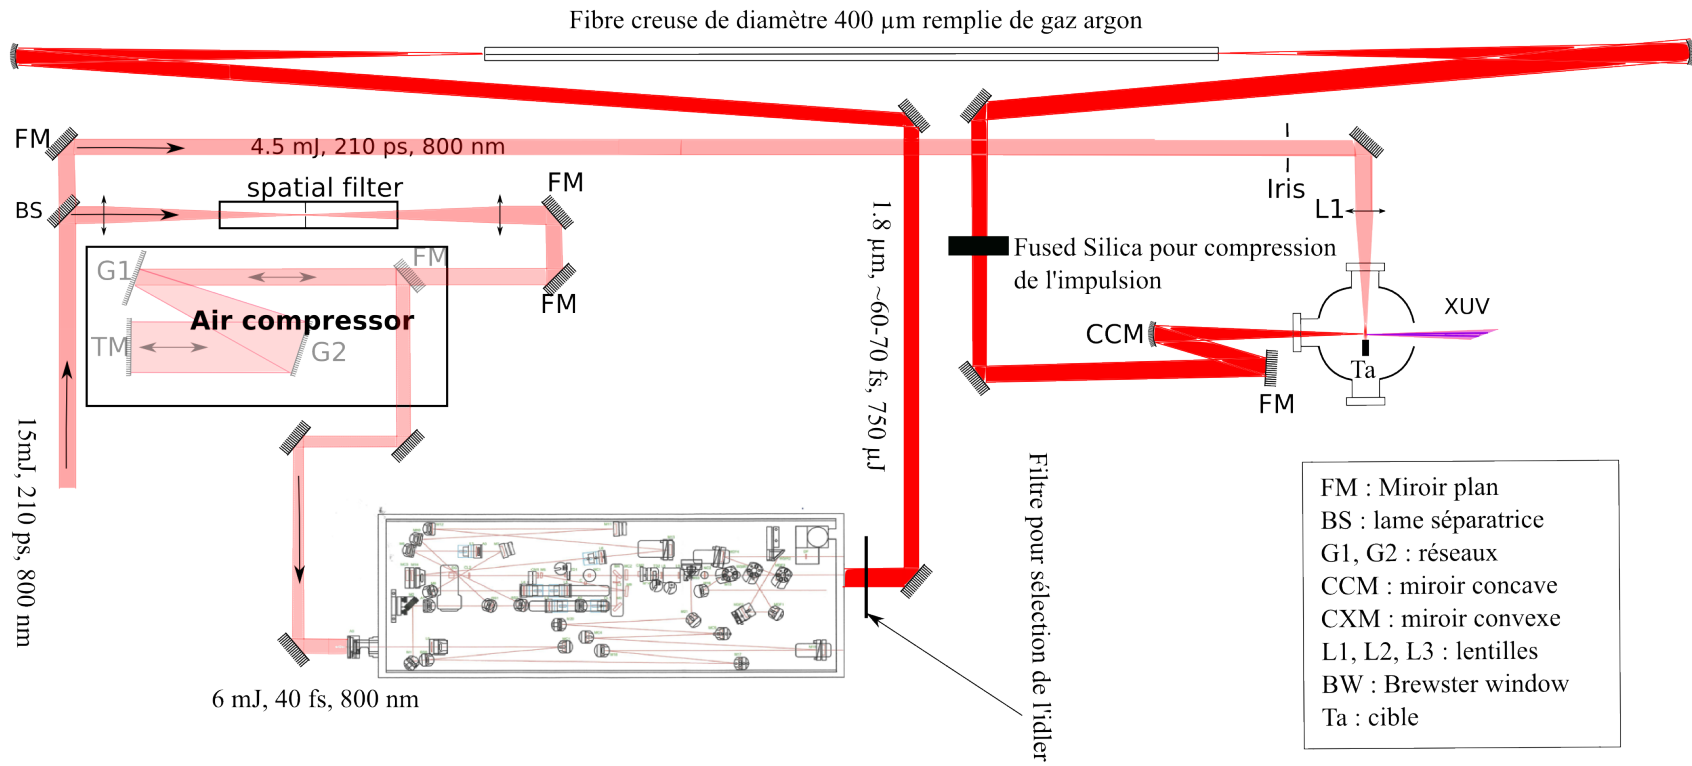 Fibre creuse de diamètre 400 µm remplie de gaz argon
FM
4.5 mJ, 210 ps, 800 nm
spatial filter
FM
BS
Iris
L1
1.8 µm, ~60-70 fs, 750 µJ
Fused Silica pour compression
de l'impulsion
G1
FM
FM
Air compressor
TM
G2
XUV
CCM
Ta
FM
15mJ, 210 ps, 800 nm
Filtre pour sélection de l'idler
6 mJ, 40 fs, 800 nm
FM : Miroir plan
BS : lame séparatrice
G1, G2 : réseaux
CCM : miroir concave
CXM : miroir convexe
L1, L2, L3 : lentilles
BW : Brewster window
Ta : cible